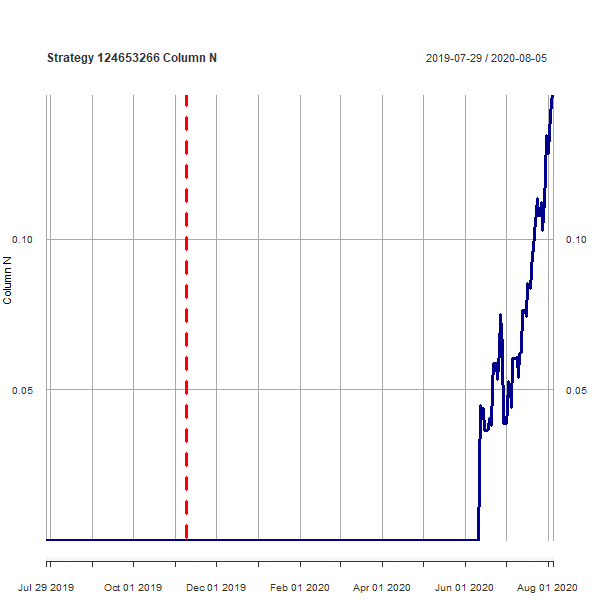 Strategy 124653266 Column N
2019-07-29 / 2020-08-05
0.10
0.10
Column N
0.05
0.05
Jul 29 2019
Oct 01 2019
Dec 01 2019
Feb 01 2020
Apr 01 2020
Jun 01 2020
Aug 01 2020